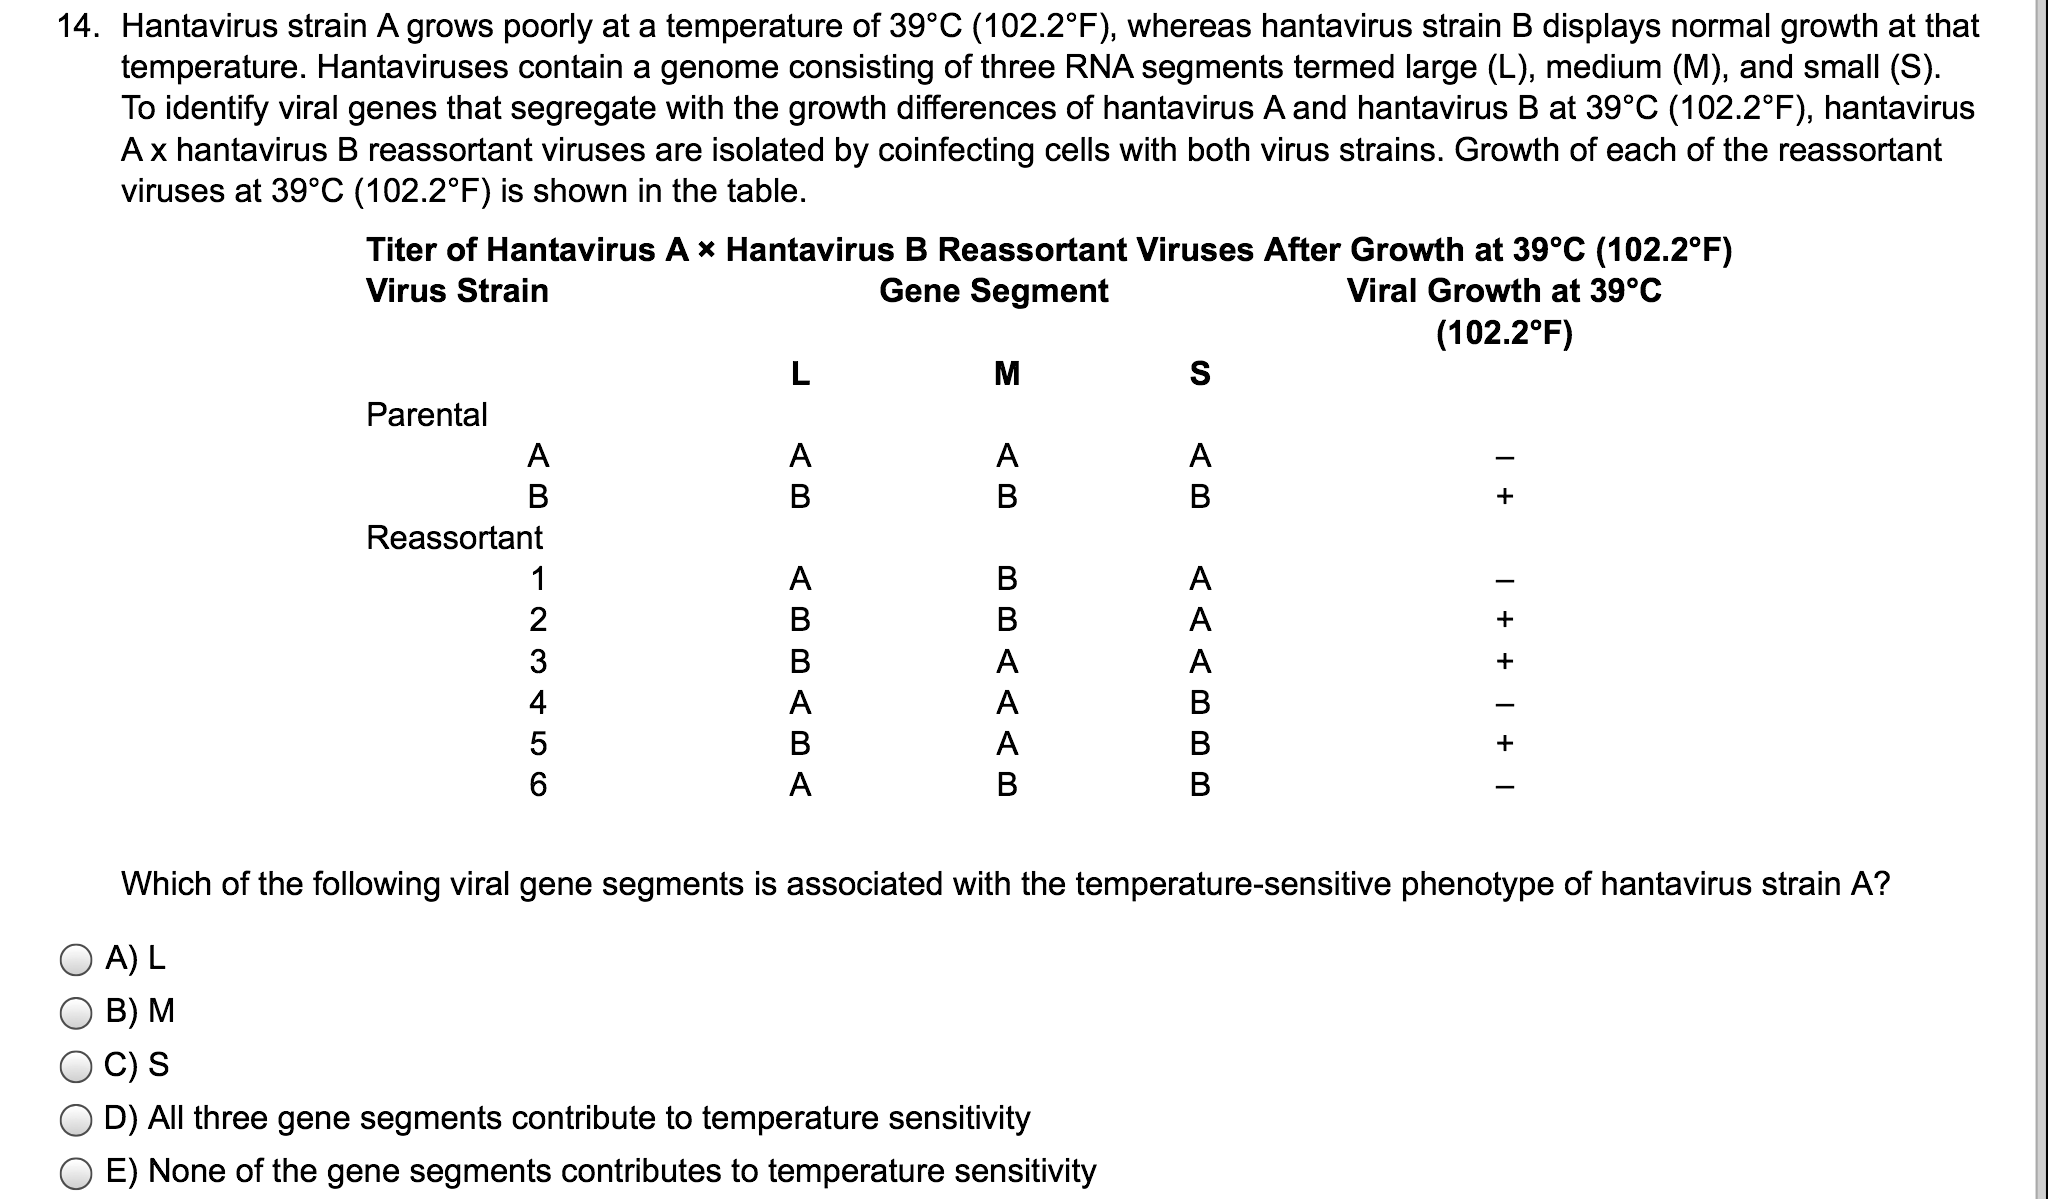 14. Hantavirus strain A grows poorly at a temperature of 39°C (102.2°F), whereas hantavirus strain B displays normal growth at that
temperature. Hantaviruses contain a genome consisting of three RNA segments termed large (L), medium (M), and small (S).
To identify viral genes that segregate with the growth differences of hantavirus A and hantavirus B at 39°C (102.2°F), hantavirus
A x hantavirus B reassortant viruses are isolated by coinfecting cells with both virus strains. Growth of each of the reassortant
viruses at 39°C (102.2°F) is shown in the table.
Titer of Hantavirus A × Hantavirus B Reassortant Viruses After Growth at 39°C (102.2°F)
Virus Strain Gene Segment Viral Growth at 39°C
(102.2°F)
L M S
Parental
A A A A –
B B B B +
Reassortant
1 A B A –
2 B B A +
3 B A A +
4 A A B –
5 B A B +
6 A B B –
Which of the following viral gene segments is associated with the temperature-sensitive phenotype of hantavirus strain A?
A) L
B) M
C) S
D) All three gene segments contribute to temperature sensitivity
E) None of the gene segments contributes to temperature sensitivity